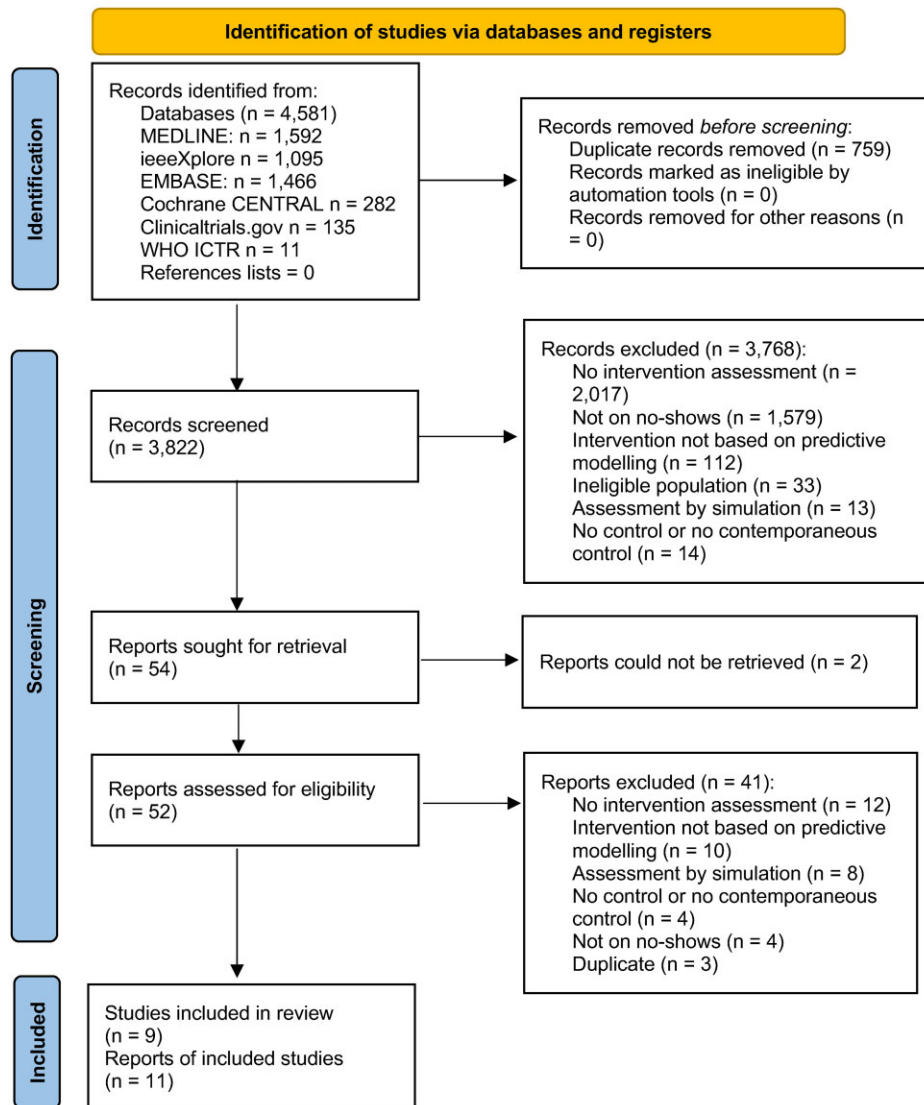 Identification of studies via databases and registers
Identification
Records identified from:
Databases (n = 4,581)
MEDLINE: n = 1,592
ieeeXplore n = 1,095
EMBASE: n = 1,466
Cochrane CENTRAL n = 282
Clinicaltrials.gov n = 135
WHO ICTR n = 11
References lists = 0
Records removed before screening:
Duplicate records removed (n = 759)
Records marked as ineligible by
automation tools (n = 0)
Records removed for other reasons (n
= 0)
Screening
Records screened
(n = 3,822)
Records excluded (n = 3,768):
No intervention assessment (n =
2,017)
Not on no-shows (n = 1,579)
Intervention not based on predictive
modelling (n = 112)
Ineligible population (n = 33)
Assessment by simulation (n = 13)
No control or no contemporaneous
control (n = 14)
Reports sought for retrieval
(n = 54)
Reports could not be retrieved (n = 2)
Reports assessed for eligibility
(n = 52)
Reports excluded (n = 41):
No intervention assessment (n = 12)
Intervention not based on predictive
modelling (n = 10)
Assessment by simulation (n = 8)
No control or no contemporaneous
control (n = 4)
Not on no-shows (n = 4)
Duplicate (n = 3)
Included
Studies included in review
(n = 9)
Reports of included studies
(n = 11)